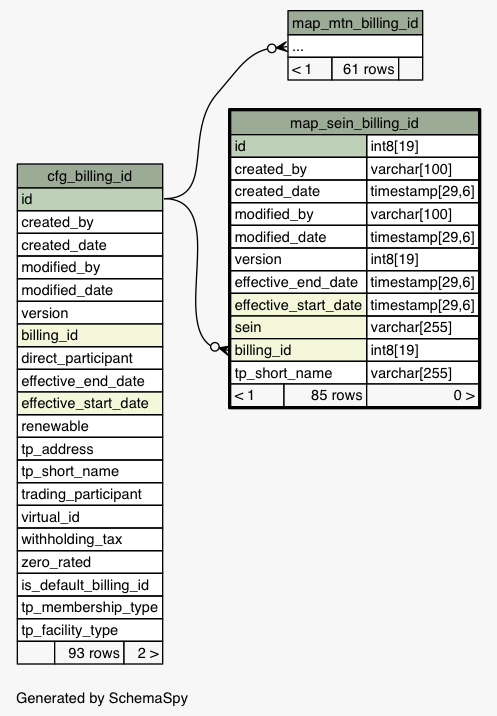 map_mtn_billing_id
...
< 1 61 rows
map_sein_billing_id
id int8[19]
created_by varchar[100]
created_date timestamp[29,6]
modified_by varchar[100]
modified_date timestamp[29,6]
version int8[19]
effective_end_date timestamp[29,6]
effective_start_date timestamp[29,6]
sein varchar[255]
billing_id int8[19]
tp_short_name varchar[255]
< 1 85 rows 0 >
cfg_billing_id
id
created_by
created_date
modified_by
modified_date
version
billing_id
direct_participant
effective_end_date
effective_start_date
renewable
tp_address
tp_short_name
trading_participant
virtual_id
withholding_tax
zero_rated
is_default_billing_id
tp_membership_type
tp_facility_type
93 rows 2 >
Generated by SchemaSpy